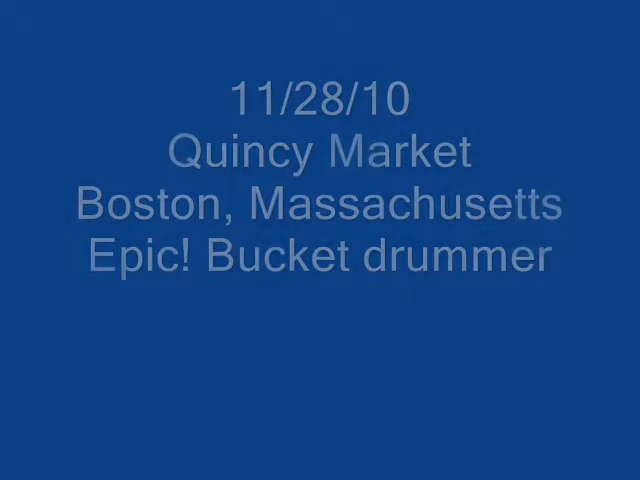 11/28/10
Quincy Market
Boston, Massachusetts
Epic! Bucket drummer